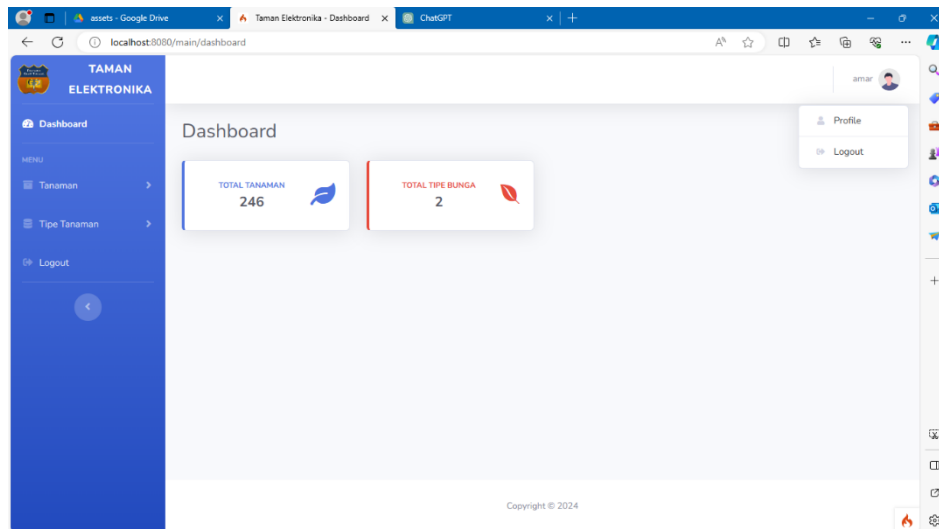 assets - Google Drive
Taman Elektronika - Dashboard
ChatGPT
localhost:8080/main/dashboard
TAMAN
ELEKTRONIKA
amar
Dashboard
Profile
Logout
Dashboard
MENU
Tanaman
Tipe Tanaman
Logout
TOTAL TANAMAN
246
TOTAL TIPE BUNGA
2
Copyright © 2024